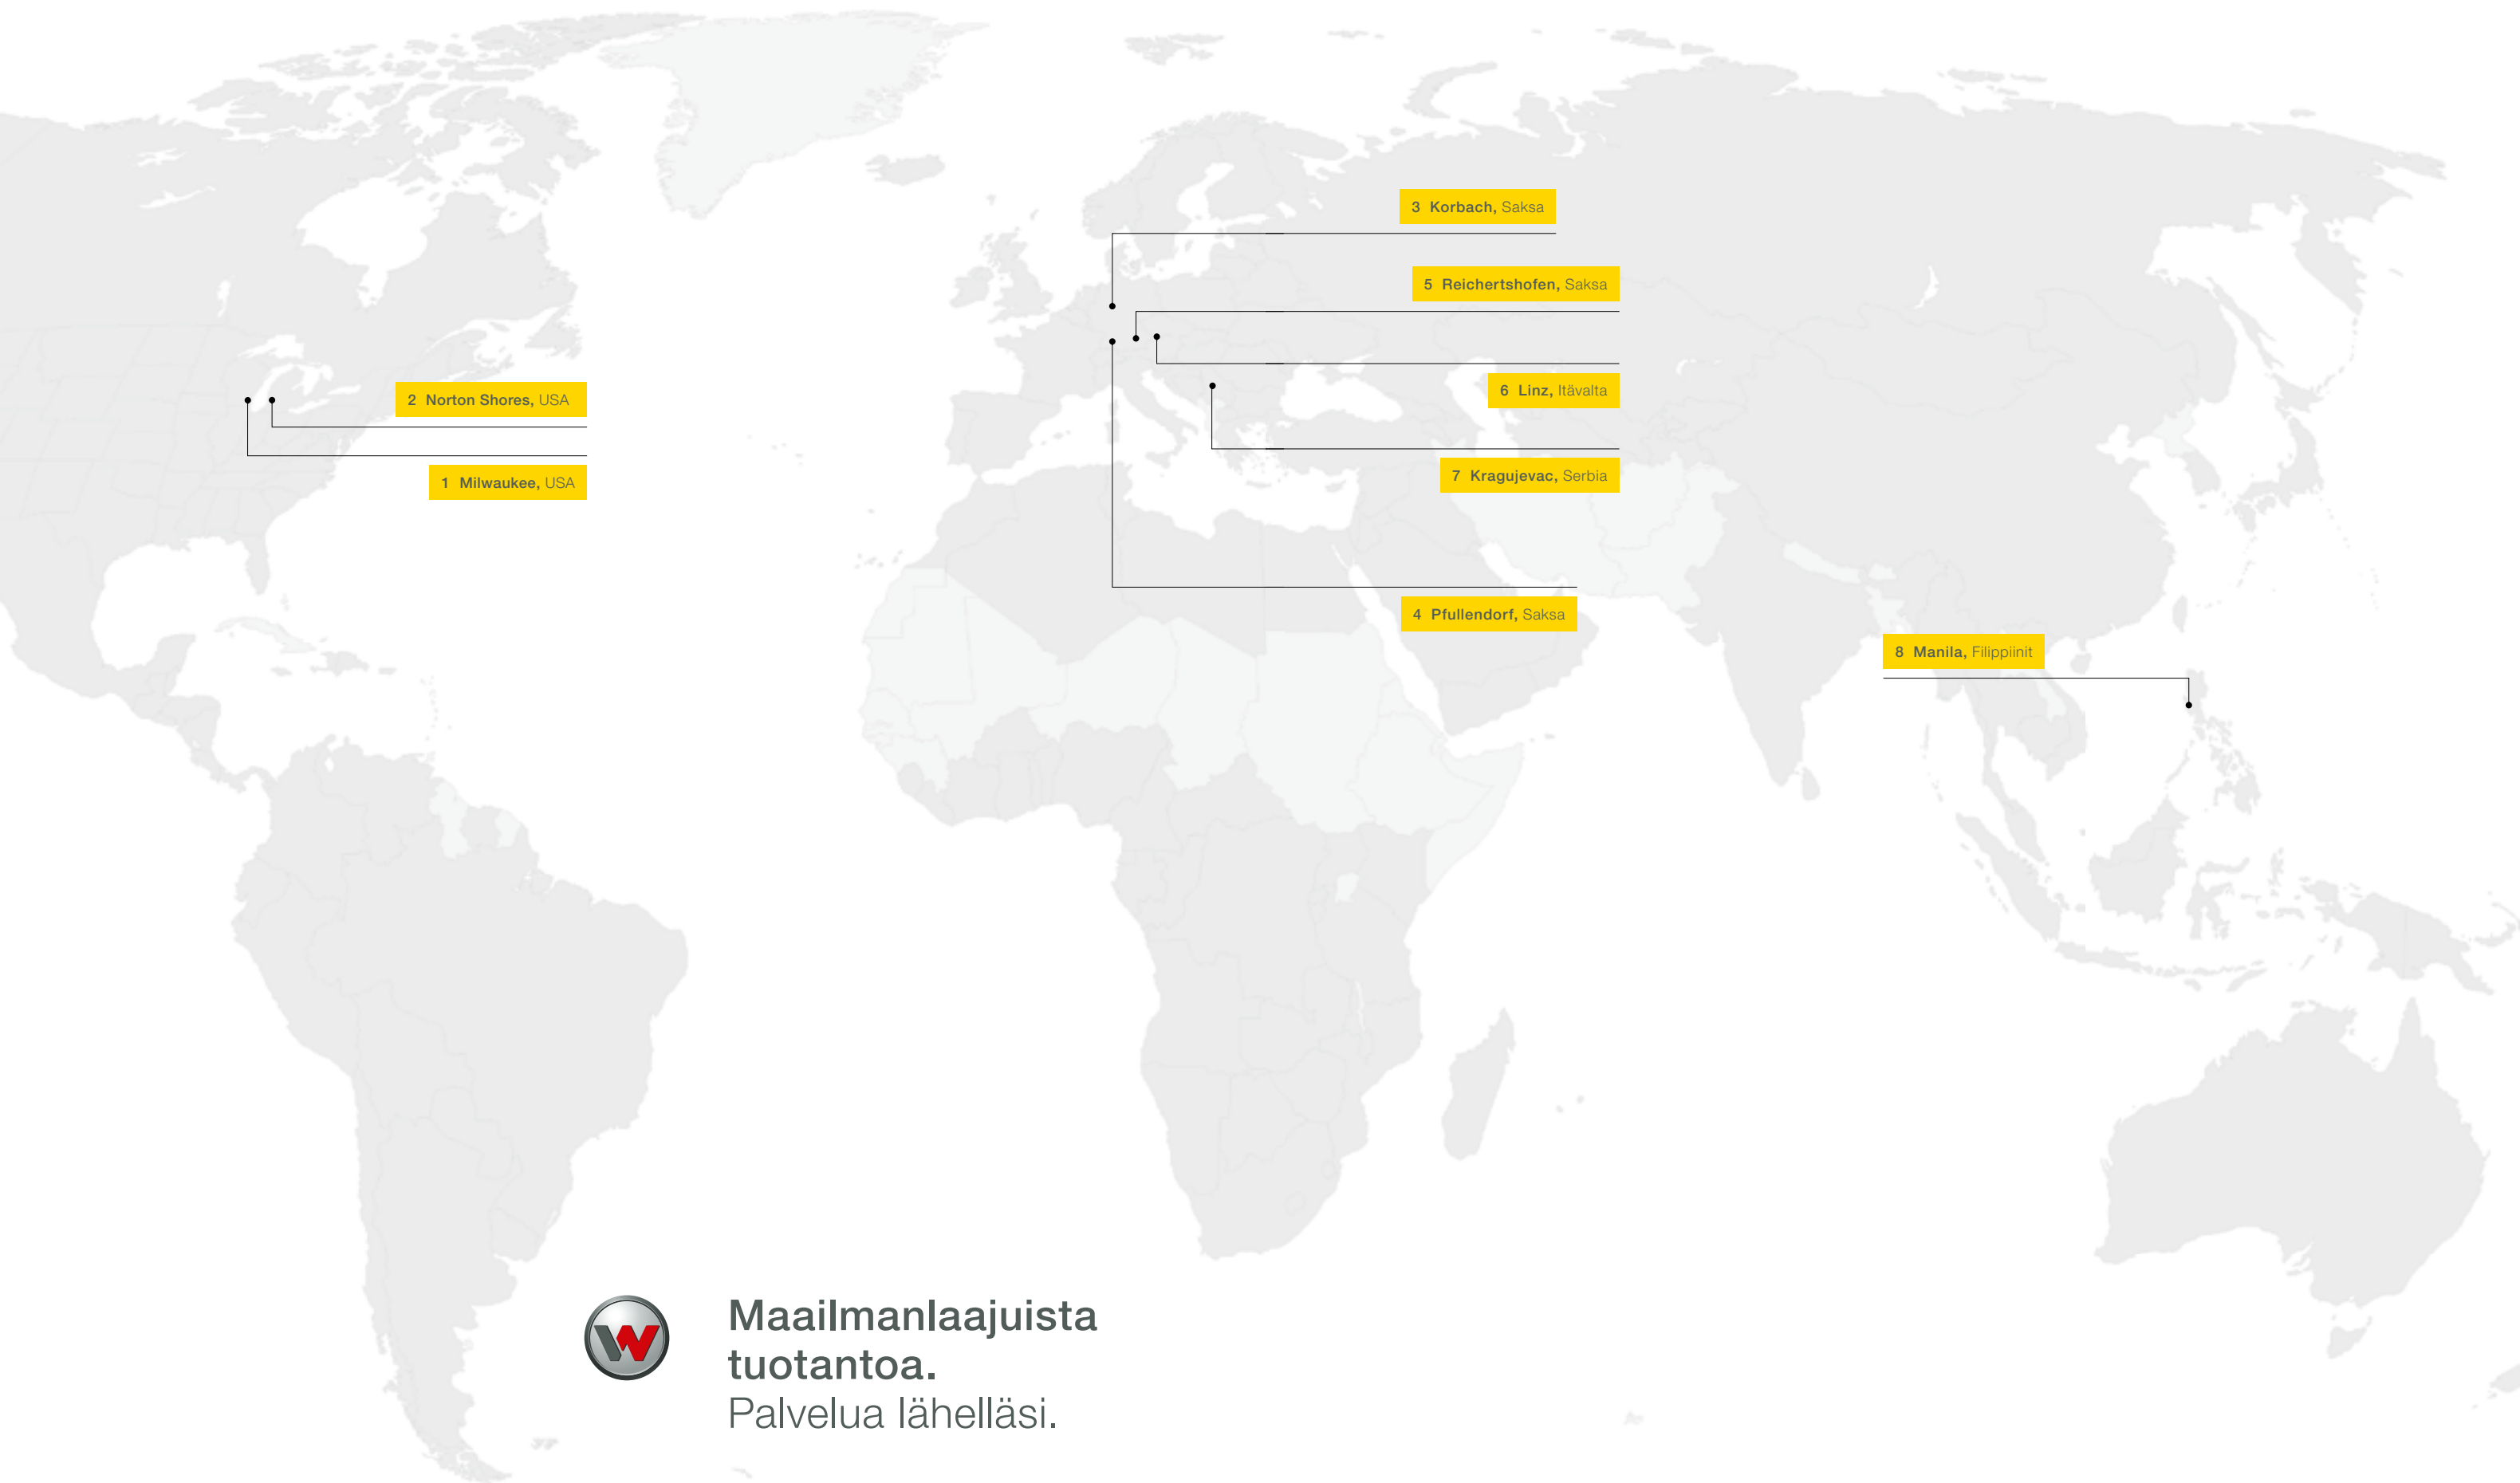 3 Korbach, Saksa
5 Reichertshofen, Saksa
2 Norton Shores, USA
6 Linz, Itävalta
1 Milwaukee, USA
7 Kragujevac, Serbia
4 Pfullendorf, Saksa
8 Manila, Filippiinit
Maailmanlaajuista
tuotantoa.
Palvelua lähelläsi.